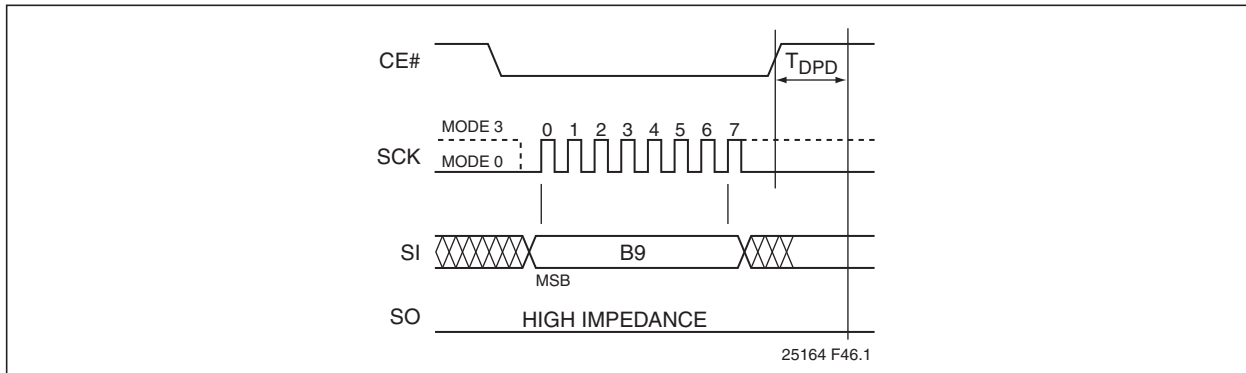 CE#
TDPD
MODE 3
0 1 2 3 4 5 6 7
SCK
MODE 0
SI
B9
MSB
SO
HIGH IMPEDANCE
25164 F46.1